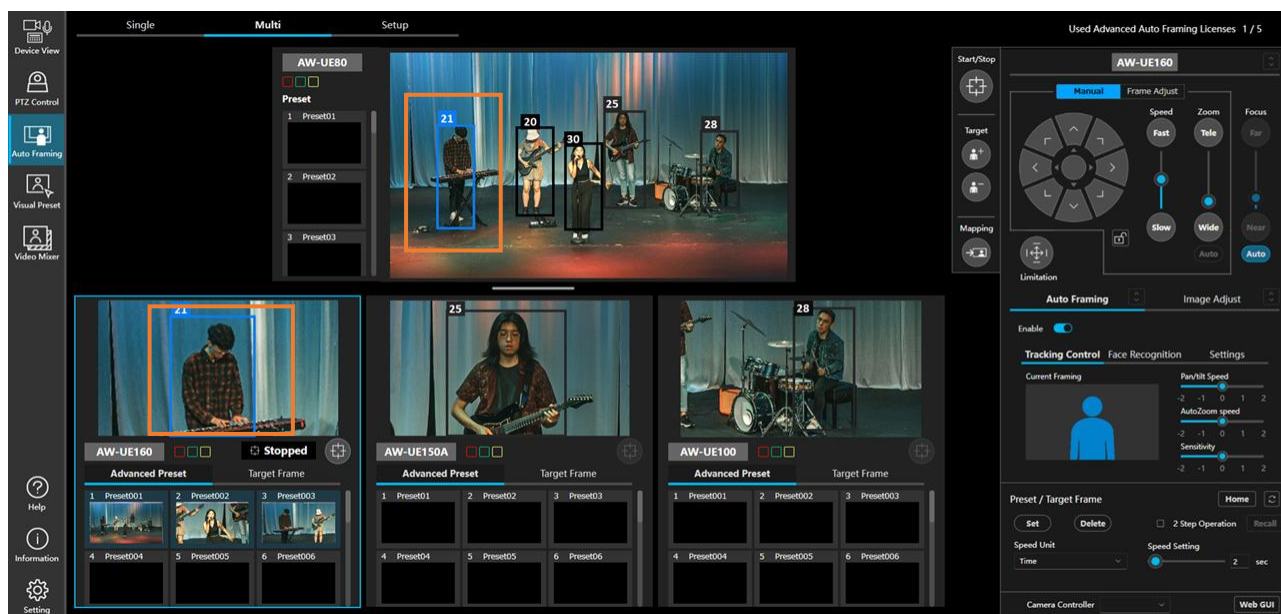 Single Multi Setup
Used Advanced Auto Framing Licenses 1 / 5
Device View
PTZ Control
Auto Framing
Visual Preset
Video Mixer
Help
Information
Setting
AW-UE80
Preset
1 Preset01
2 Preset02
3 Preset03
21
20
30
25
28
Start/Stop
Target
Mapping
21
AW-UE160
Stopped
Advanced Preset Target Frame
1 Preset001 2 Preset002 3 Preset003
4 Preset004 5 Preset005 6 Preset006
25
AW-UE150A
Advanced Preset Target Frame
1 Preset01 2 Preset02 3 Preset03
4 Preset04 5 Preset05 6 Preset06
28
AW-UE100
Advanced Preset Target Frame
1 Preset001 2 Preset002 3 Preset003
4 Preset004 5 Preset005 6 Preset006
AW-UE160
Manual Frame Adjust
Speed Zoom Focus
Fast Tele Far
Slow Wide Near
Auto Auto
Limitation
Auto Framing Image Adjust
Enable
Tracking Control Face Recognition Settings
Current Framing
Pan/tilt Speed
-2 -1 0 1 2
AutoZoom speed
-2 -1 0 1 2
Sensitivity
-2 -1 0 1 2
Preset / Target Frame Home
Set Delete 2 Step Operation Recall
Speed Unit Speed Setting
Time 2 sec
Camera Controller Web GUI